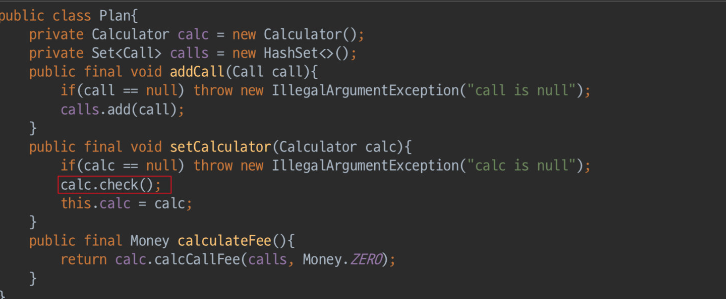 public class Plan{
    private Calculator calc = new Calculator();
    private Set<Call> calls = new HashSet<>();
    public final void addCall(Call call){
        if(call == null) throw new IllegalArgumentException("call is null");
        calls.add(call);
    }
    public final void setCalculator(Calculator calc){
        if(calc == null) throw new IllegalArgumentException("calc is null");
        calc.check();
        this.calc = calc;
    }
    public final Money calculateFee(){
        return calc.calcCallFee(calls, Money.ZERO);
    }
}